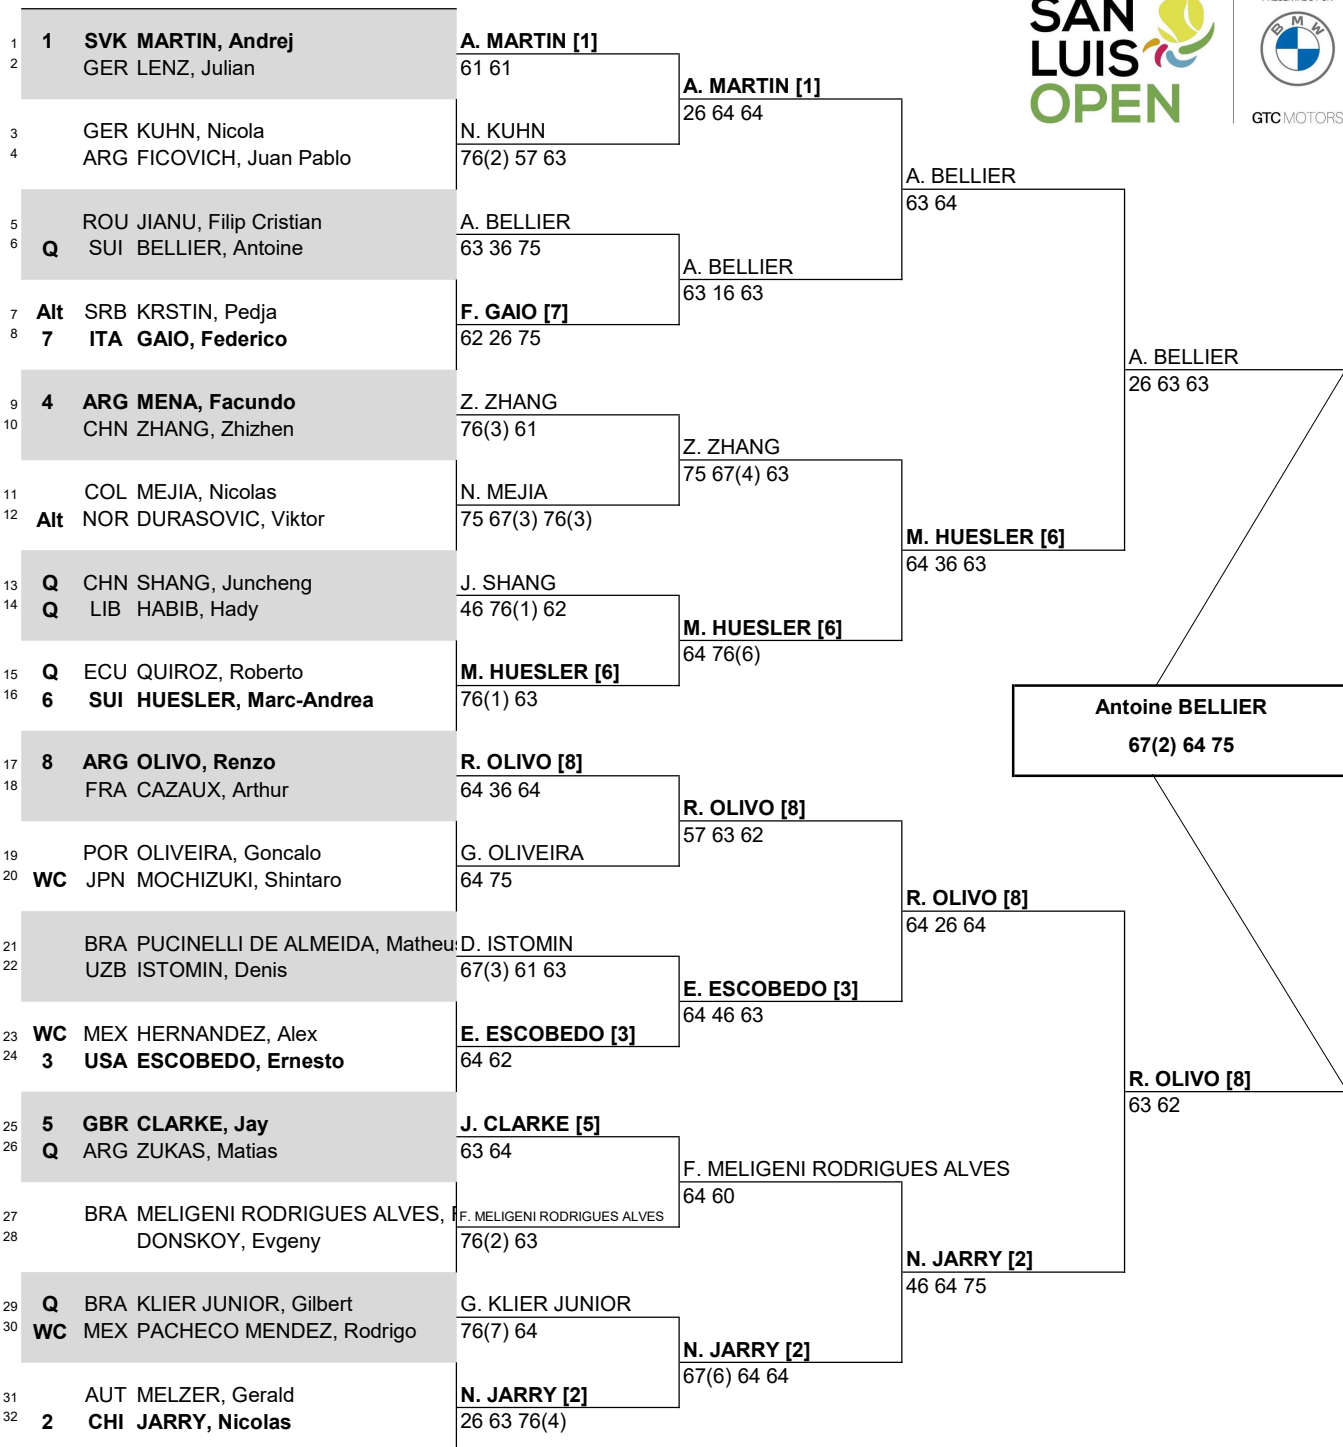 SAN
LUIS
OPEN
BMW
GTC MOTORS
1 1 SVK MARTIN, Andrej
2 GER LENZ, Julian
3 GER KUHN, Nicola
4 ARG FICOVICH, Juan Pablo
5 ROU JIANU, Filip Cristian
6 Q SUI BELLIER, Antoine
7 Alt SRB KRSTIN, Pedja
8 7 ITA GAIO, Federico
9 4 ARG MENA, Facundo
10 CHN ZHANG, Zhizhen
11 COL MEJIA, Nicolas
12 Alt NOR DURASOVIC, Viktor
13 Q CHN SHANG, Juncheng
14 Q LIB HABIB, Hady
15 Q ECU QUIROZ, Roberto
16 6 SUI HUESLER, Marc-Andrea
17 8 ARG OLIVO, Renzo
18 FRA CAZAUX, Arthur
19 POR OLIVEIRA, Goncalo
20 WC JPN MOCHIZUKI, Shintaro
21 BRA PUCINELLI DE ALMEIDA, Matheu
22 UZB ISTOMIN, Denis
23 WC MEX HERNANDEZ, Alex
24 3 USA ESCOBEDO, Ernesto
25 5 GBR CLARKE, Jay
26 Q ARG ZUKAS, Matias
27 BRA MELIGENI RODRIGUES ALVES,
28 DONSKOY, Evgeny
29 Q BRA KLIER JUNIOR, Gilbert
30 WC MEX PACHECO MENDEZ, Rodrigo
31 AUT MELZER, Gerald
32 2 CHI JARRY, Nicolas
A. MARTIN [1]
61 61
N. KUHN
76(2) 57 63
A. BELLIER
63 36 75
F. GAIO [7]
62 26 75
Z. ZHANG
76(3) 61
N. MEJIA
75 67(3) 76(3)
J. SHANG
46 76(1) 62
M. HUESLER [6]
76(1) 63
R. OLIVO [8]
64 36 64
G. OLIVEIRA
64 75
D. ISTOMIN
67(3) 61 63
E. ESCOBEDO [3]
64 62
J. CLARKE [5]
63 64
F. MELIGENI RODRIGUES ALVES
76(2) 63
G. KLIER JUNIOR
76(7) 64
N. JARRY [2]
26 63 76(4)
A. MARTIN [1]
26 64 64
A. BELLIER
63 16 63
Z. ZHANG
75 67(4) 63
M. HUESLER [6]
64 76(6)
R. OLIVO [8]
57 63 62
E. ESCOBEDO [3]
64 46 63
F. MELIGENI RODRIGUES ALVES
64 60
N. JARRY [2]
67(6) 64 64
A. BELLIER
63 64
M. HUESLER [6]
64 36 63
R. OLIVO [8]
64 26 64
N. JARRY [2]
46 64 75
A. BELLIER
26 63 63
R. OLIVO [8]
63 62
Antoine BELLIER
67(2) 64 75